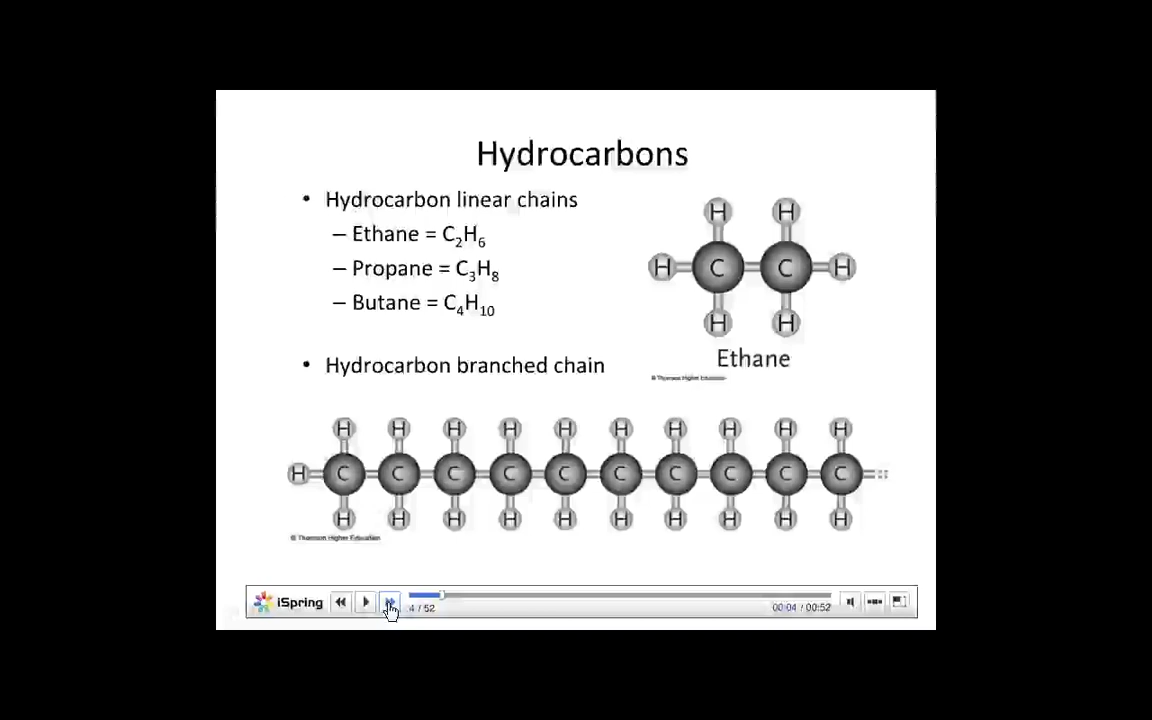 Hydrocarbons
• Hydrocarbon linear chains
– Ethane = C₂H₆
– Propane = C₃H₈
– Butane = C₄H₁₀
• Hydrocarbon branched chain
H H
H C C H
H H
Ethane
© Thomson Higher Education
H H H H H H H H H H
H C C C C C C C C C C
H H H H H H H H H H
© Thomson Higher Education
iSpring 4 / 52 00:04 / 00:52